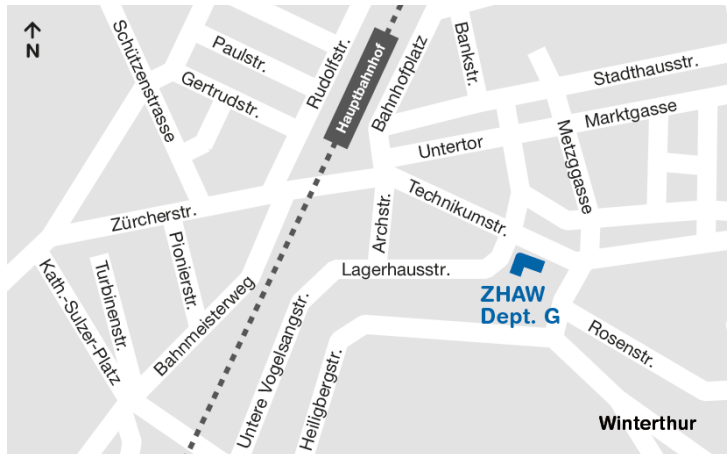 N
Schützenstrasse
Paulstr.
Gertrudstr.
Rudolfstr.
Hauptbahnhof
Bahnhofplatz
Bankstr.
Stadthausstr.
Marktgasse
Metzggasse
Untertor
Technikumstr.
Archstr.
Zürcherstr.
Pionierstr.
Turbinenstr.
Kath.-Sulzer-Platz
Bahnmeisterweg
Untere Vogelsangstr.
Lagerhausstr.
Heiligbergstr.
ZHAW
Dept. G
Rosenstr.
Winterthur